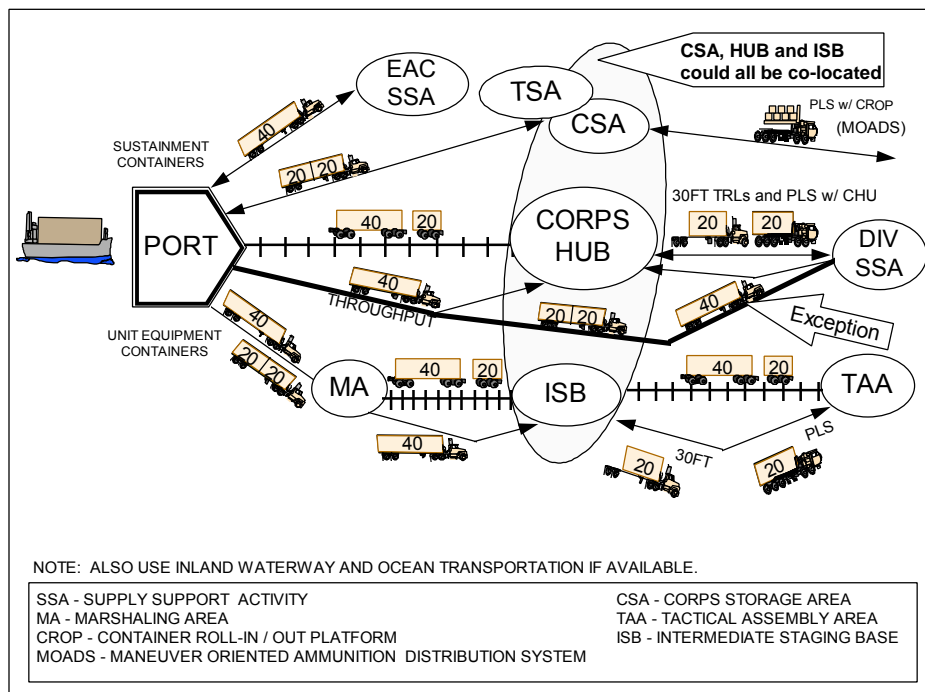 CSA, HUB and ISB
could all be co-located
EAC
SSA
TSA
CSA
PLS w/ CROP
(MOADS)
40
SUSTAINMENT
CONTAINERS
20 20
30FT TRLs and PLS w/ CHU
40 20
20 20
PORT
CORPS
HUB
DIV
SSA
40
THROUGHPUT
20 20
40
Exception
UNIT EQUIPMENT
CONTAINERS
40
20 20
MA
40 20
ISB
40 20
TAA
40
20
30FT
20
PLS
NOTE: ALSO USE INLAND WATERWAY AND OCEAN TRANSPORTATION IF AVAILABLE.
SSA - SUPPLY SUPPORT ACTIVITY
MA - MARSHALING AREA
CROP - CONTAINER ROLL-IN / OUT PLATFORM
MOADS - MANEUVER ORIENTED AMMUNITION DISTRIBUTION SYSTEM
CSA - CORPS STORAGE AREA
TAA - TACTICAL ASSEMBLY AREA
ISB - INTERMEDIATE STAGING BASE